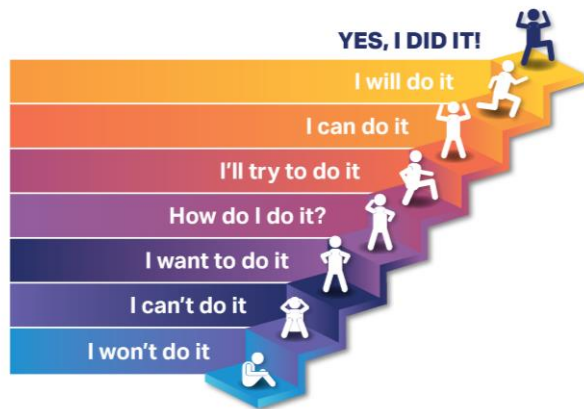 YES, I DID IT!
I will do it
I can do it
I'll try to do it
How do I do it?
I want to do it
I can't do it
I won't do it